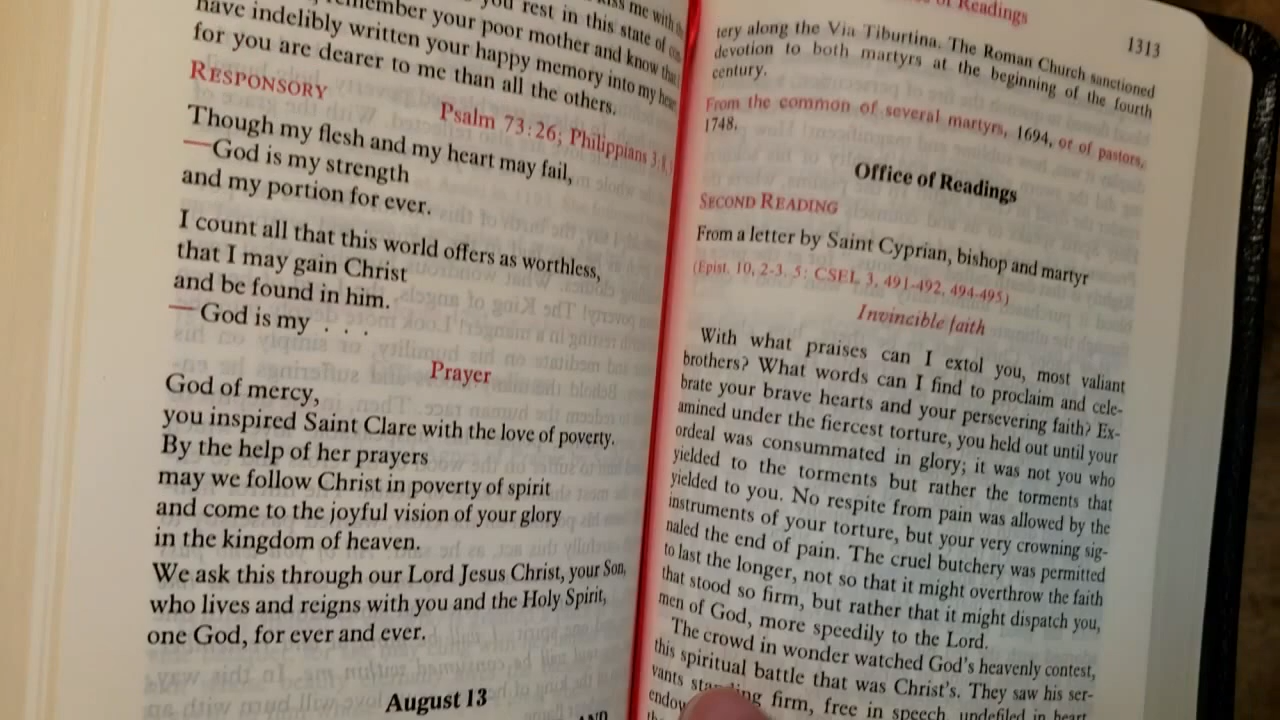 you rest in this state of
remember your poor mother and know that
have indelibly written your happy memory into my heart
for you are dearer to me than all the others.
RESPONSORY
Psalm 73:26; Philippians 3:8,
Though my flesh and my heart may fail,
—God is my strength
and my portion for ever.
I count all that this world offers as worthless,
that I may gain Christ
and be found in him.
—God is my . . .
Prayer
God of mercy,
you inspired Saint Clare with the love of poverty.
By the help of her prayers
may we follow Christ in poverty of spirit
and come to the joyful vision of your glory
in the kingdom of heaven.
We ask this through our Lord Jesus Christ, your Son,
who lives and reigns with you and the Holy Spirit,
one God, for ever and ever.
August 13
of Readings
1313
tery along the Via Tiburtina. The Roman Church sanctioned
devotion to both martyrs at the beginning of the fourth
century.
From the common of several martyrs, 1694, or of pastors,
1748.
Office of Readings
SECOND READING
From a letter by Saint Cyprian, bishop and martyr
(Epist. 10, 2-3. 5: CSEL 3, 491-492, 494-495)
Invincible faith
With what praises can I extol you, most valiant
brothers? What words can I find to proclaim and cele-
brate your brave hearts and your persevering faith? Ex-
amined under the fiercest torture, you held out until your
ordeal was consummated in glory; it was not you who
yielded to the torments but rather the torments that
yielded to you. No respite from pain was allowed by the
instruments of your torture, but your very crowning sig-
naled the end of pain. The cruel butchery was permitted
to last the longer, not so that it might overthrow the faith
that stood so firm, but rather that it might dispatch you,
men of God, more speedily to the Lord.
The crowd in wonder watched God's heavenly contest,
this spiritual battle that was Christ's. They saw his ser-
vants standing firm, free in speech, undefiled in heart,